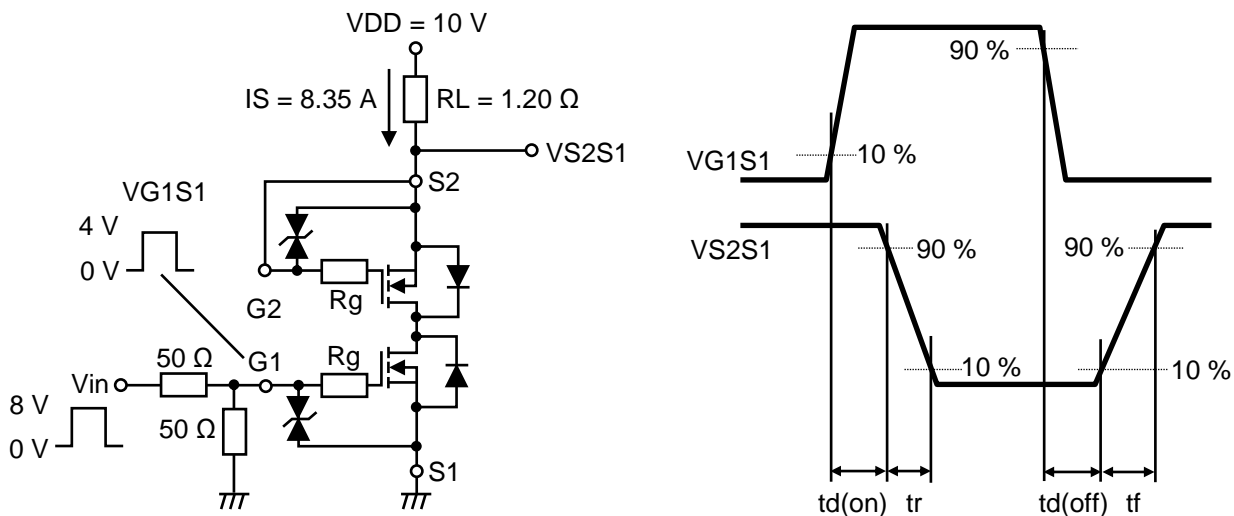 VDD = 10 V
IS = 8.35 A
RL = 1.20 Ω
VS2S1
S2
VG1S1
4 V
0 V
G2
Rg
G1
Rg
50 Ω
Vin
8 V
0 V
50 Ω
S1
90 %
VG1S1
10 %
VS2S1
90 %
90 %
10 %
10 %
td(on)
tr
td(off)
tf